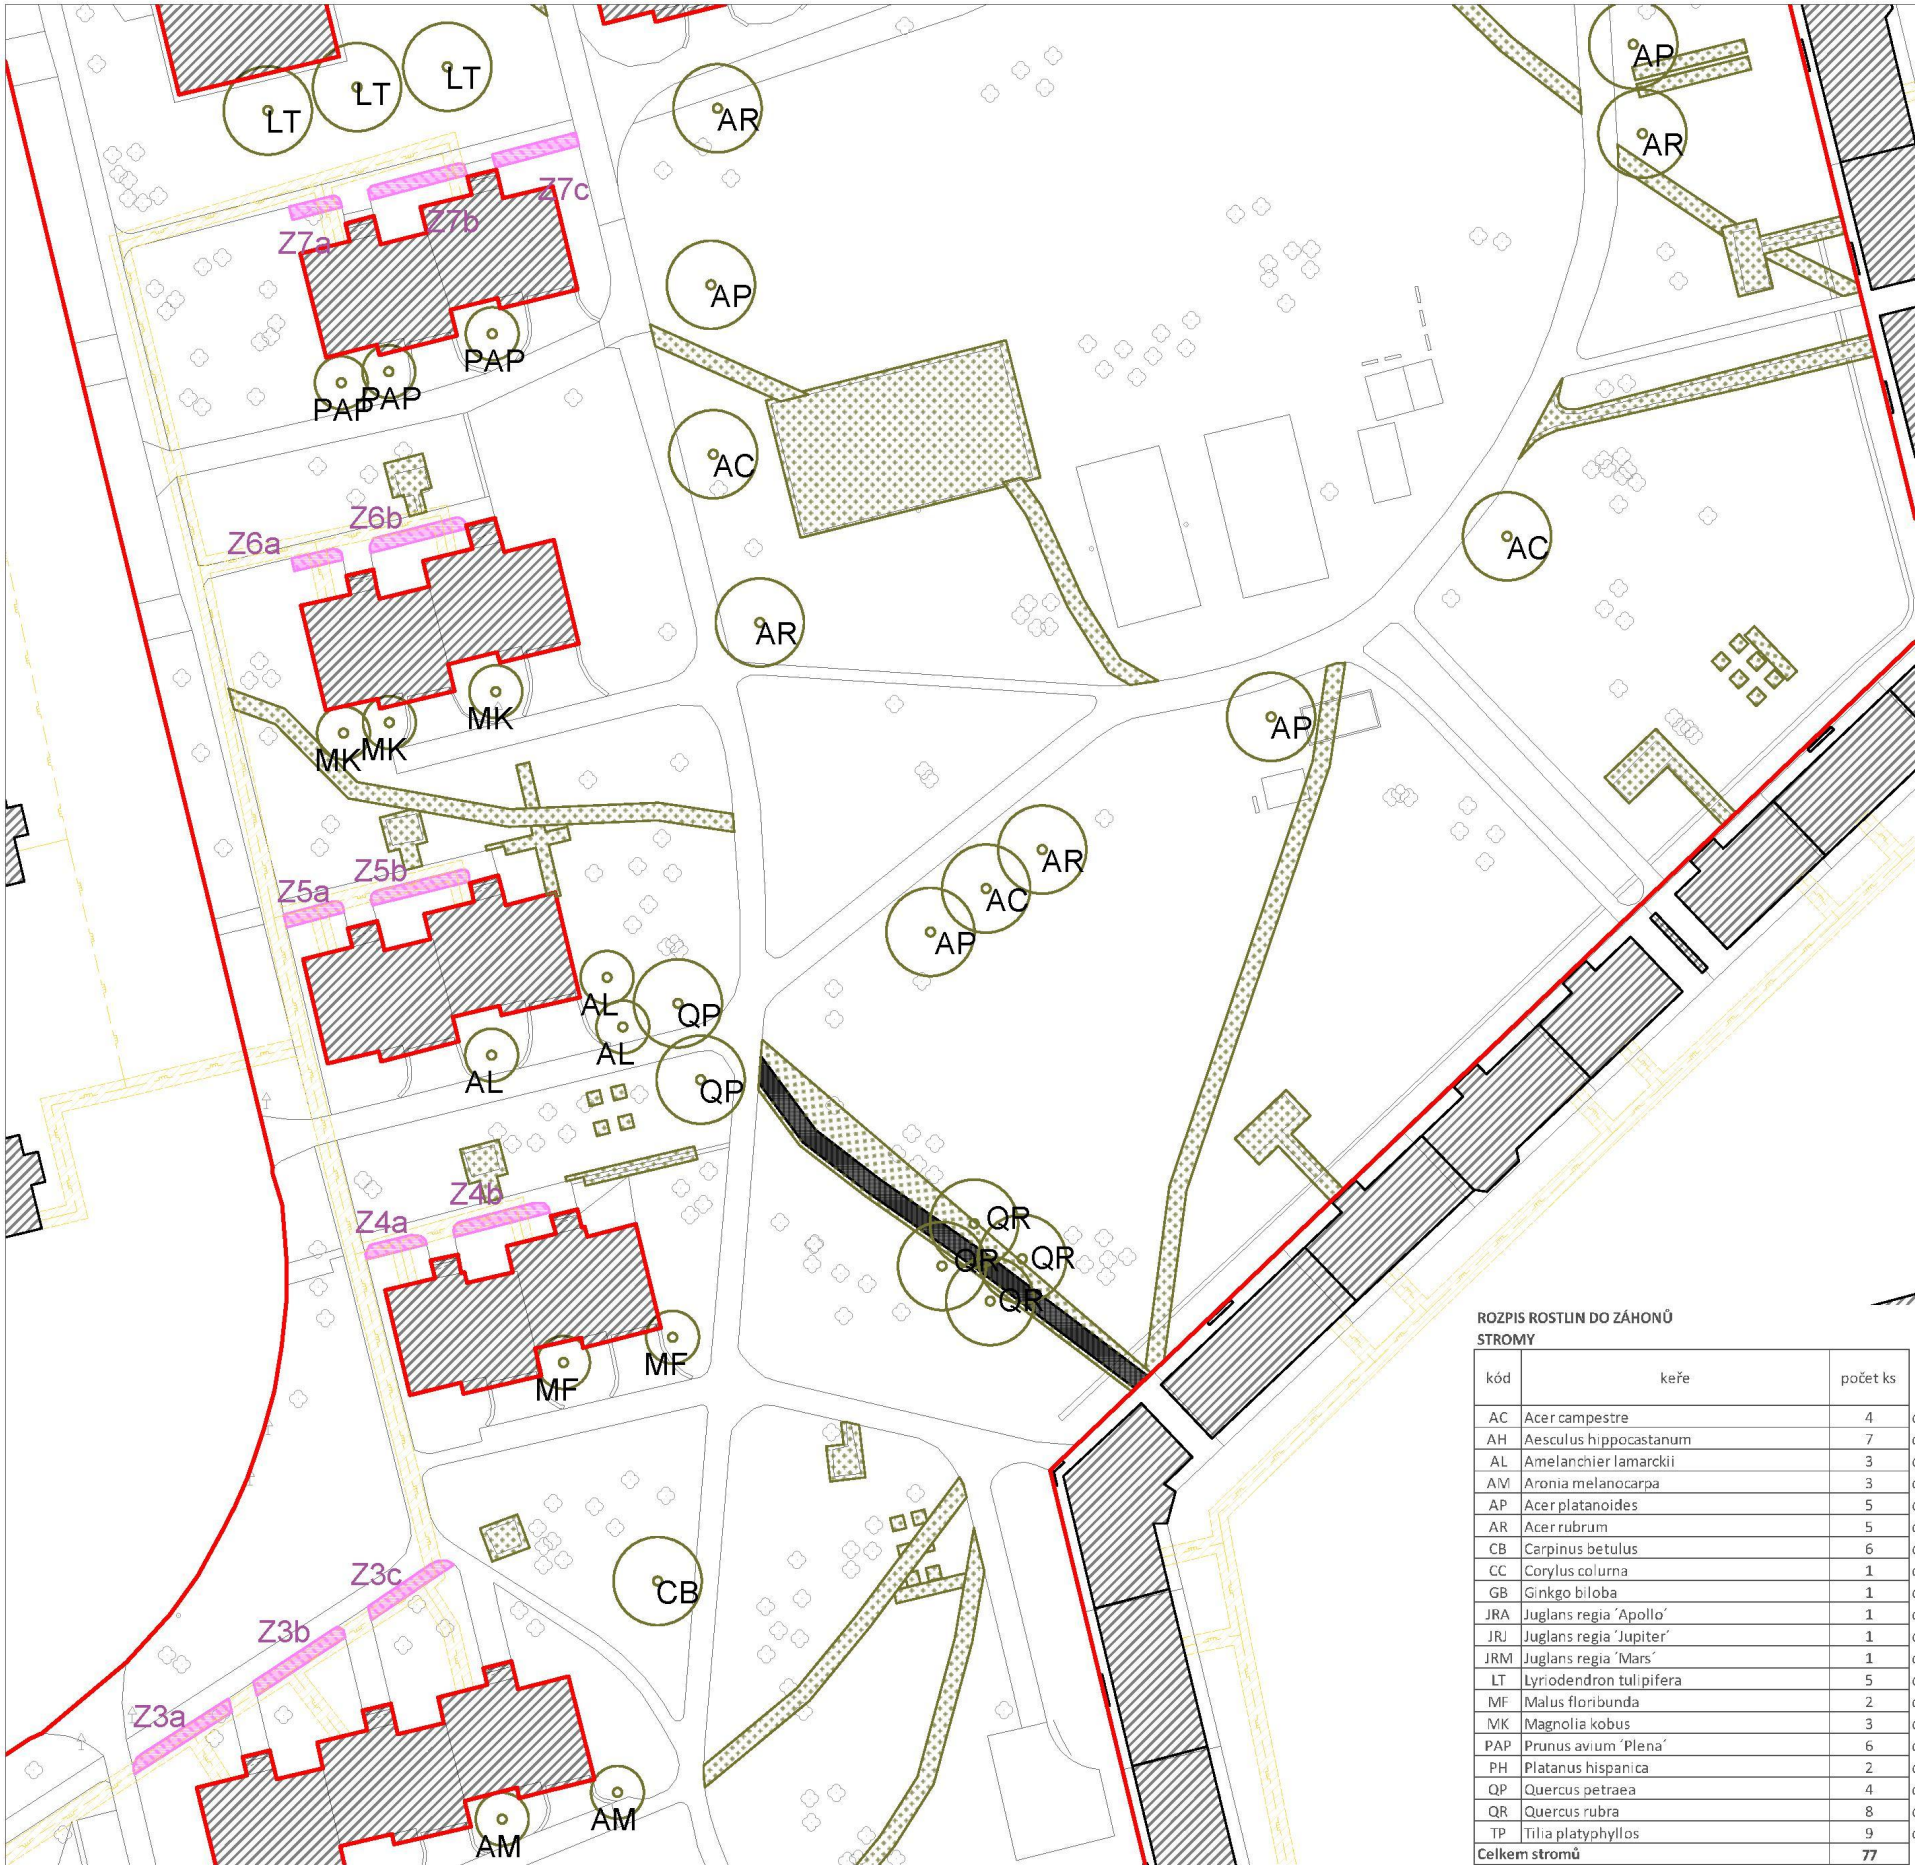 LT
LT
LT
AR
AP
AR
Z7a
Z7b
Z7c
AP
PAP
PAP
PAP
AC
Z6a
Z6b
AC
AR
MK
MK
MK
AP
AR
AC
AP
Z5a
Z5b
AL
AL
AL
QP
QP
Z4a
Z4b
QR
QR
QR
QR
MF
MF
Z3c
Z3b
Z3a
CB
AM
AM
ROZPIS ROSTLIN DO ZÁHONŮ
STROMY
kód keře počet ks
AC Acer campestre 4
AH Aesculus hippocastanum 7
AL Amelanchier lamarckii 3
AM Aronia melanocarpa 3
AP Acer platanoides 5
AR Acer rubrum 5
CB Carpinus betulus 6
CC Corylus colurna 1
GB Ginkgo biloba 1
JRA Juglans regia ´Apollo´ 1
JRJ Juglans regia ´Jupiter´ 1
JRM Juglans regia ´Mars´ 1
LT Lyriodendron tulipifera 5
MF Malus floribunda 2
MK Magnolia kobus 3
PAP Prunus avium ´Plena´ 6
PH Platanus hispanica 2
QP Quercus petraea 4
QR Quercus rubra 8
TP Tilia platyphyllos 9
Celkem stromů 77